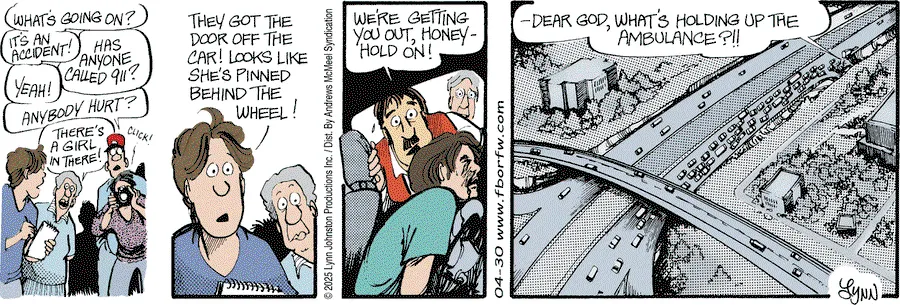 WHAT'S GOING ON?
IT'S AN
ACCIDENT!
HAS
ANYONE
CALLED 911?
YEAH!
ANYBODY HURT?
THERE'S
A GIRL
IN THERE!
CLICK!
THEY GOT THE
DOOR OFF THE
CAR! LOOKS LIKE
SHE'S PINNED
BEHIND THE
WHEEL!
© 2025 Lynn Johnston Productions Inc. / Dist. By Andrews McMeel Syndication
WE'RE GETTING
YOU OUT, HONEY-
-HOLD ON!
04-30 www.fborfw.com
-DEAR GOD, WHAT'S HOLDING UP THE
AMBULANCE?!!
LYNN